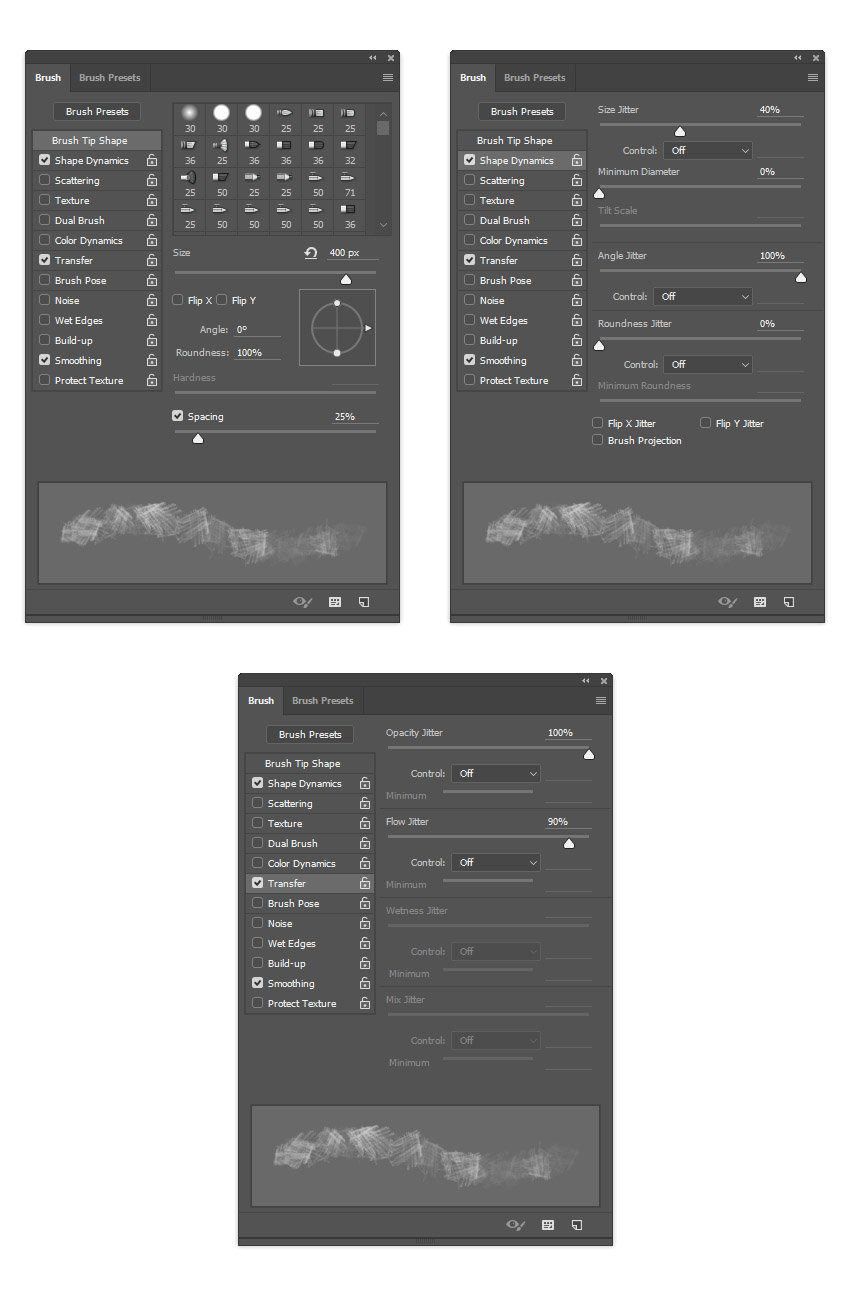 Brush Brush Presets
Brush Presets
Brush Tip Shape
Shape Dynamics
Scattering
Texture
Dual Brush
Color Dynamics
Transfer
Brush Pose
Noise
Wet Edges
Build-up
Smoothing
Protect Texture
30 30 30 25 25 25
36 25 36 36 36 32
25 50 25 25 50 71
25 50 50 50 50 36
Size 400 px
Flip X Flip Y
Angle: 0º
Roundness: 100%
Hardness
Spacing 25%
Brush Brush Presets
Brush Presets
Brush Tip Shape
Shape Dynamics
Scattering
Texture
Dual Brush
Color Dynamics
Transfer
Brush Pose
Noise
Wet Edges
Build-up
Smoothing
Protect Texture
Size Jitter 40%
Control: Off
Minimum Diameter 0%
Tilt Scale
Angle Jitter 100%
Control: Off
Roundness Jitter 0%
Control: Off
Minimum Roundness
Flip X Jitter Flip Y Jitter
Brush Projection
Brush Brush Presets
Brush Presets
Brush Tip Shape
Shape Dynamics
Scattering
Texture
Dual Brush
Color Dynamics
Transfer
Brush Pose
Noise
Wet Edges
Build-up
Smoothing
Protect Texture
Opacity Jitter 100%
Control: Off
Minimum
Flow Jitter 90%
Control: Off
Minimum
Wetness Jitter
Control: Off
Minimum
Mix Jitter
Control: Off
Minimum